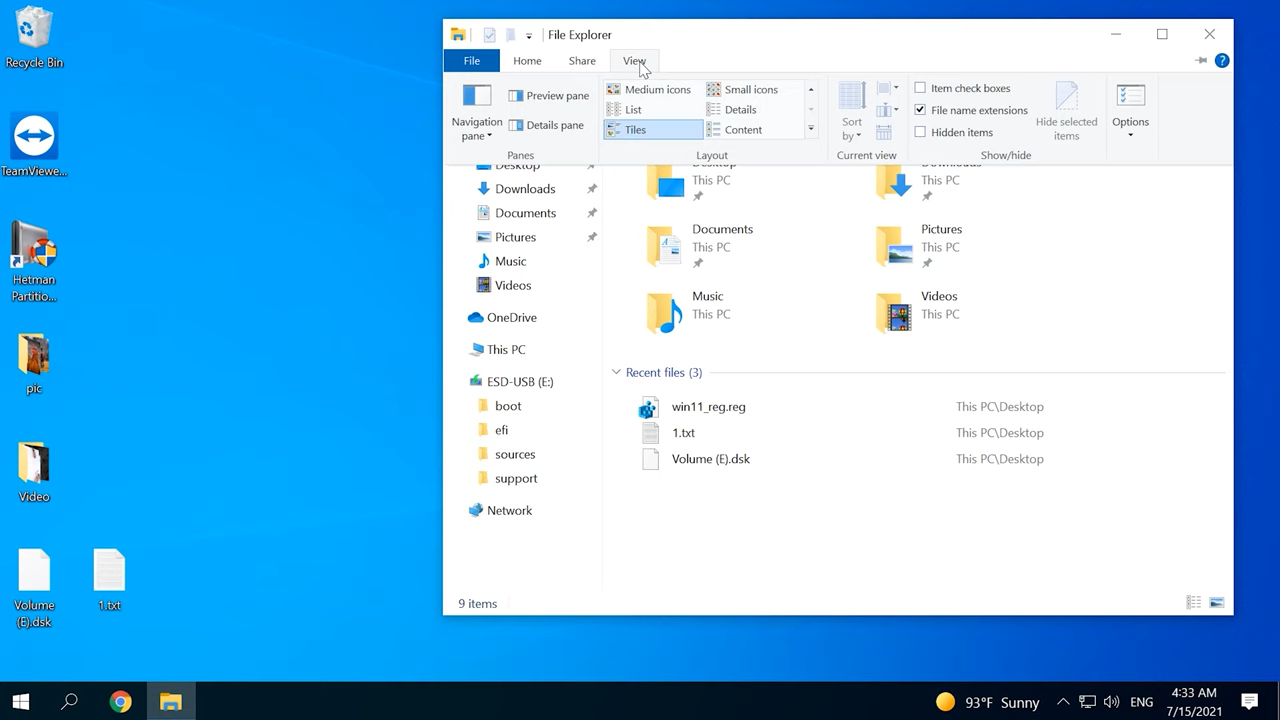 Recycle Bin
TeamViewe...
Hetman
Partitio...
pic
Video
Volume
(E).dsk
1.txt
File Explorer
File
Home
Share
View
?
Navigation
pane
Preview pane
Details pane
Panes
Medium icons
Small icons
List
Details
Tiles
Content
Layout
Sort
by
Current view
Item check boxes
File name extensions
Hidden items
Hide selected
items
Show/hide
Options
Desktop
Downloads
Documents
Pictures
Music
Videos
OneDrive
This PC
ESD-USB (E:)
boot
efi
sources
support
Network
Desktop
This PC
Downloads
This PC
Documents
This PC
Pictures
This PC
Music
This PC
Videos
This PC
Recent files (3)
win11_reg.reg
This PC\Desktop
1.txt
This PC\Desktop
Volume (E).dsk
This PC\Desktop
9 items
93°F Sunny
ENG
4:33 AM
7/15/2021